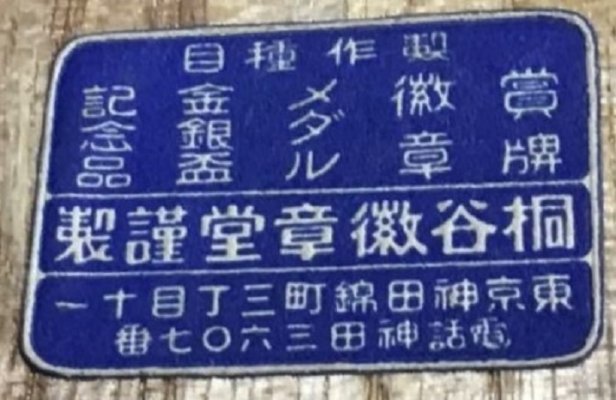 製作種目
賞牌
徽章
メダル
金銀盃
記念品
桐谷徽章堂謹製
東京神田錦町三丁目十一
電話神田三六〇七番